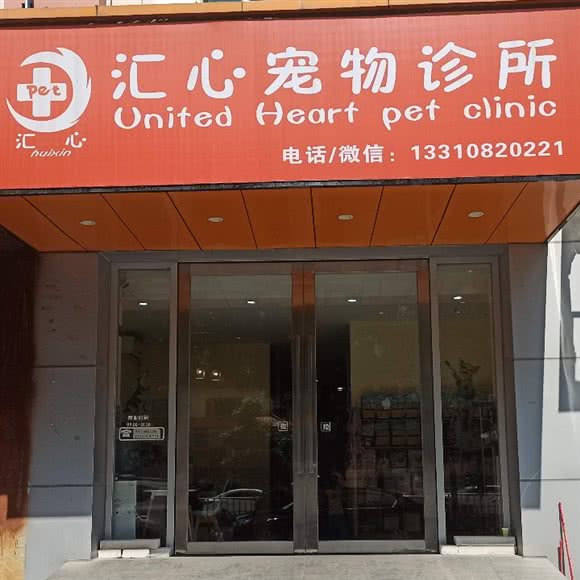 pet
汇心
huixin
汇心宠物诊所
United Heart pet clinic
电话/微信：13310820221